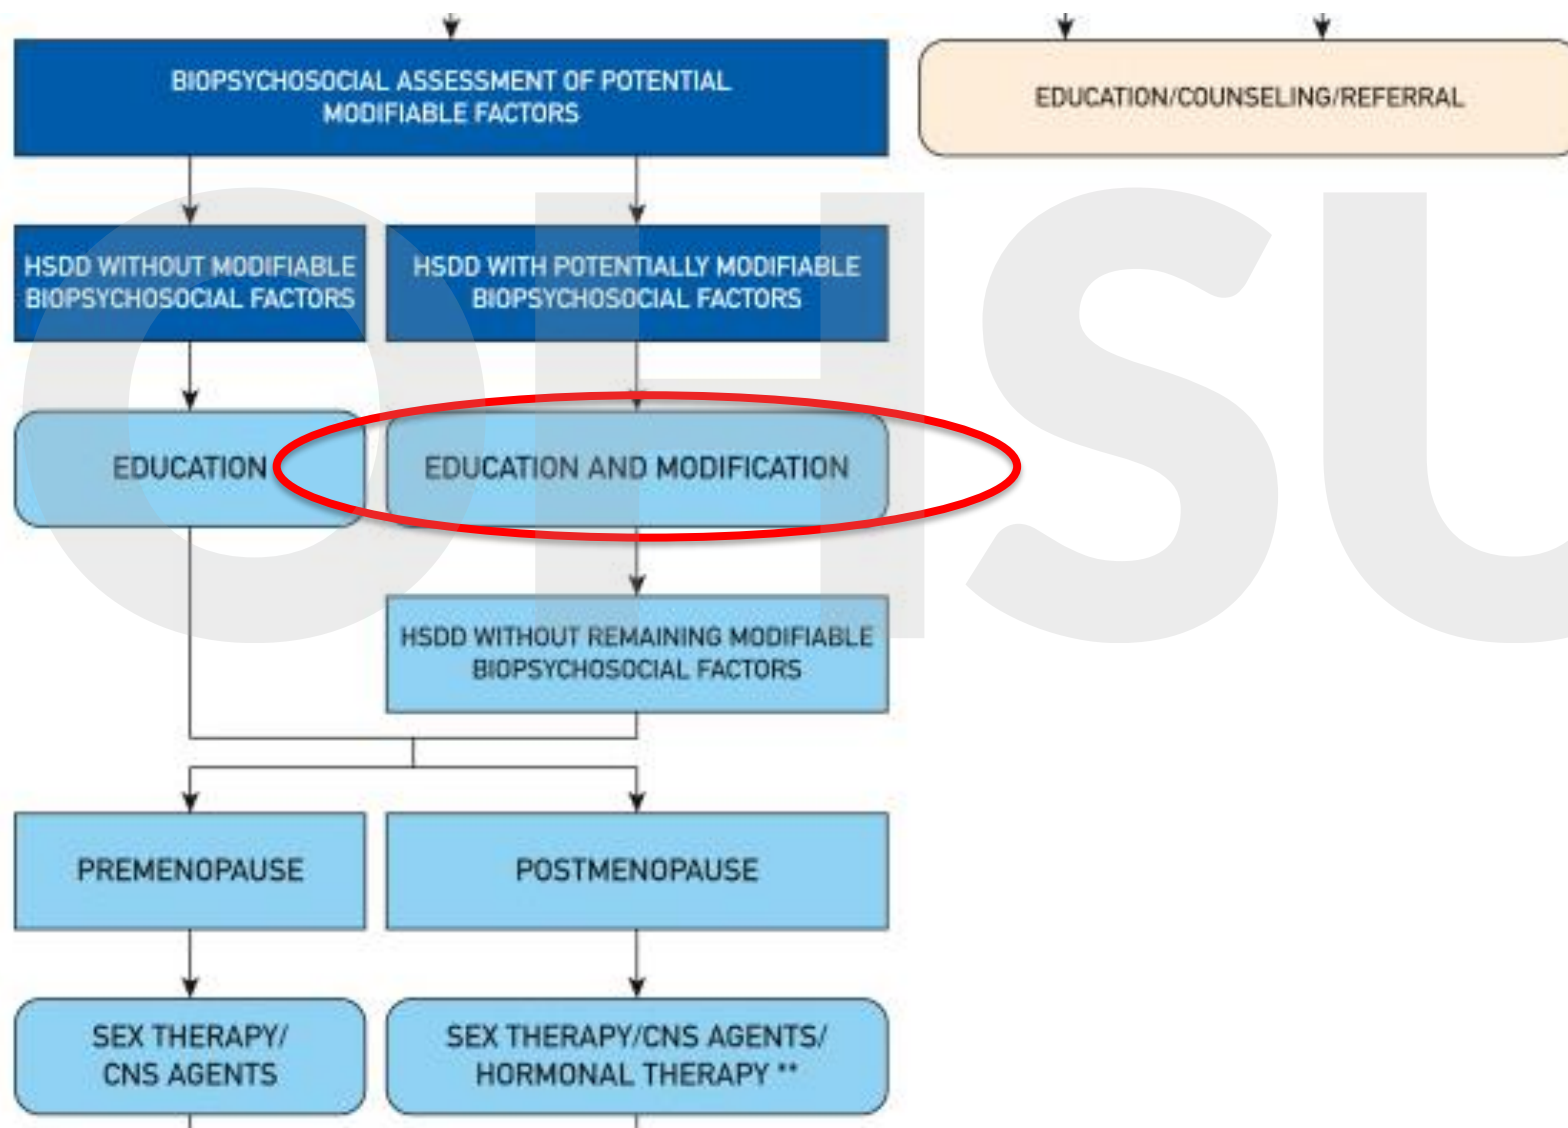 BIOPSYCHOSOCIAL ASSESSMENT OF POTENTIAL
MODIFIABLE FACTORS
EDUCATION/COUNSELING/REFERRAL
HSDD WITHOUT MODIFIABLE
BIOPSYCHOSOCIAL FACTORS
HSDD WITH POTENTIALLY MODIFIABLE
BIOPSYCHOSOCIAL FACTORS
EDUCATION
EDUCATION AND MODIFICATION
OHSU
HSDD WITHOUT REMAINING MODIFIABLE
BIOPSYCHOSOCIAL FACTORS
PREMENOPAUSE
POSTMENOPAUSE
SEX THERAPY/
CNS AGENTS
SEX THERAPY/CNS AGENTS/
HORMONAL THERAPY **